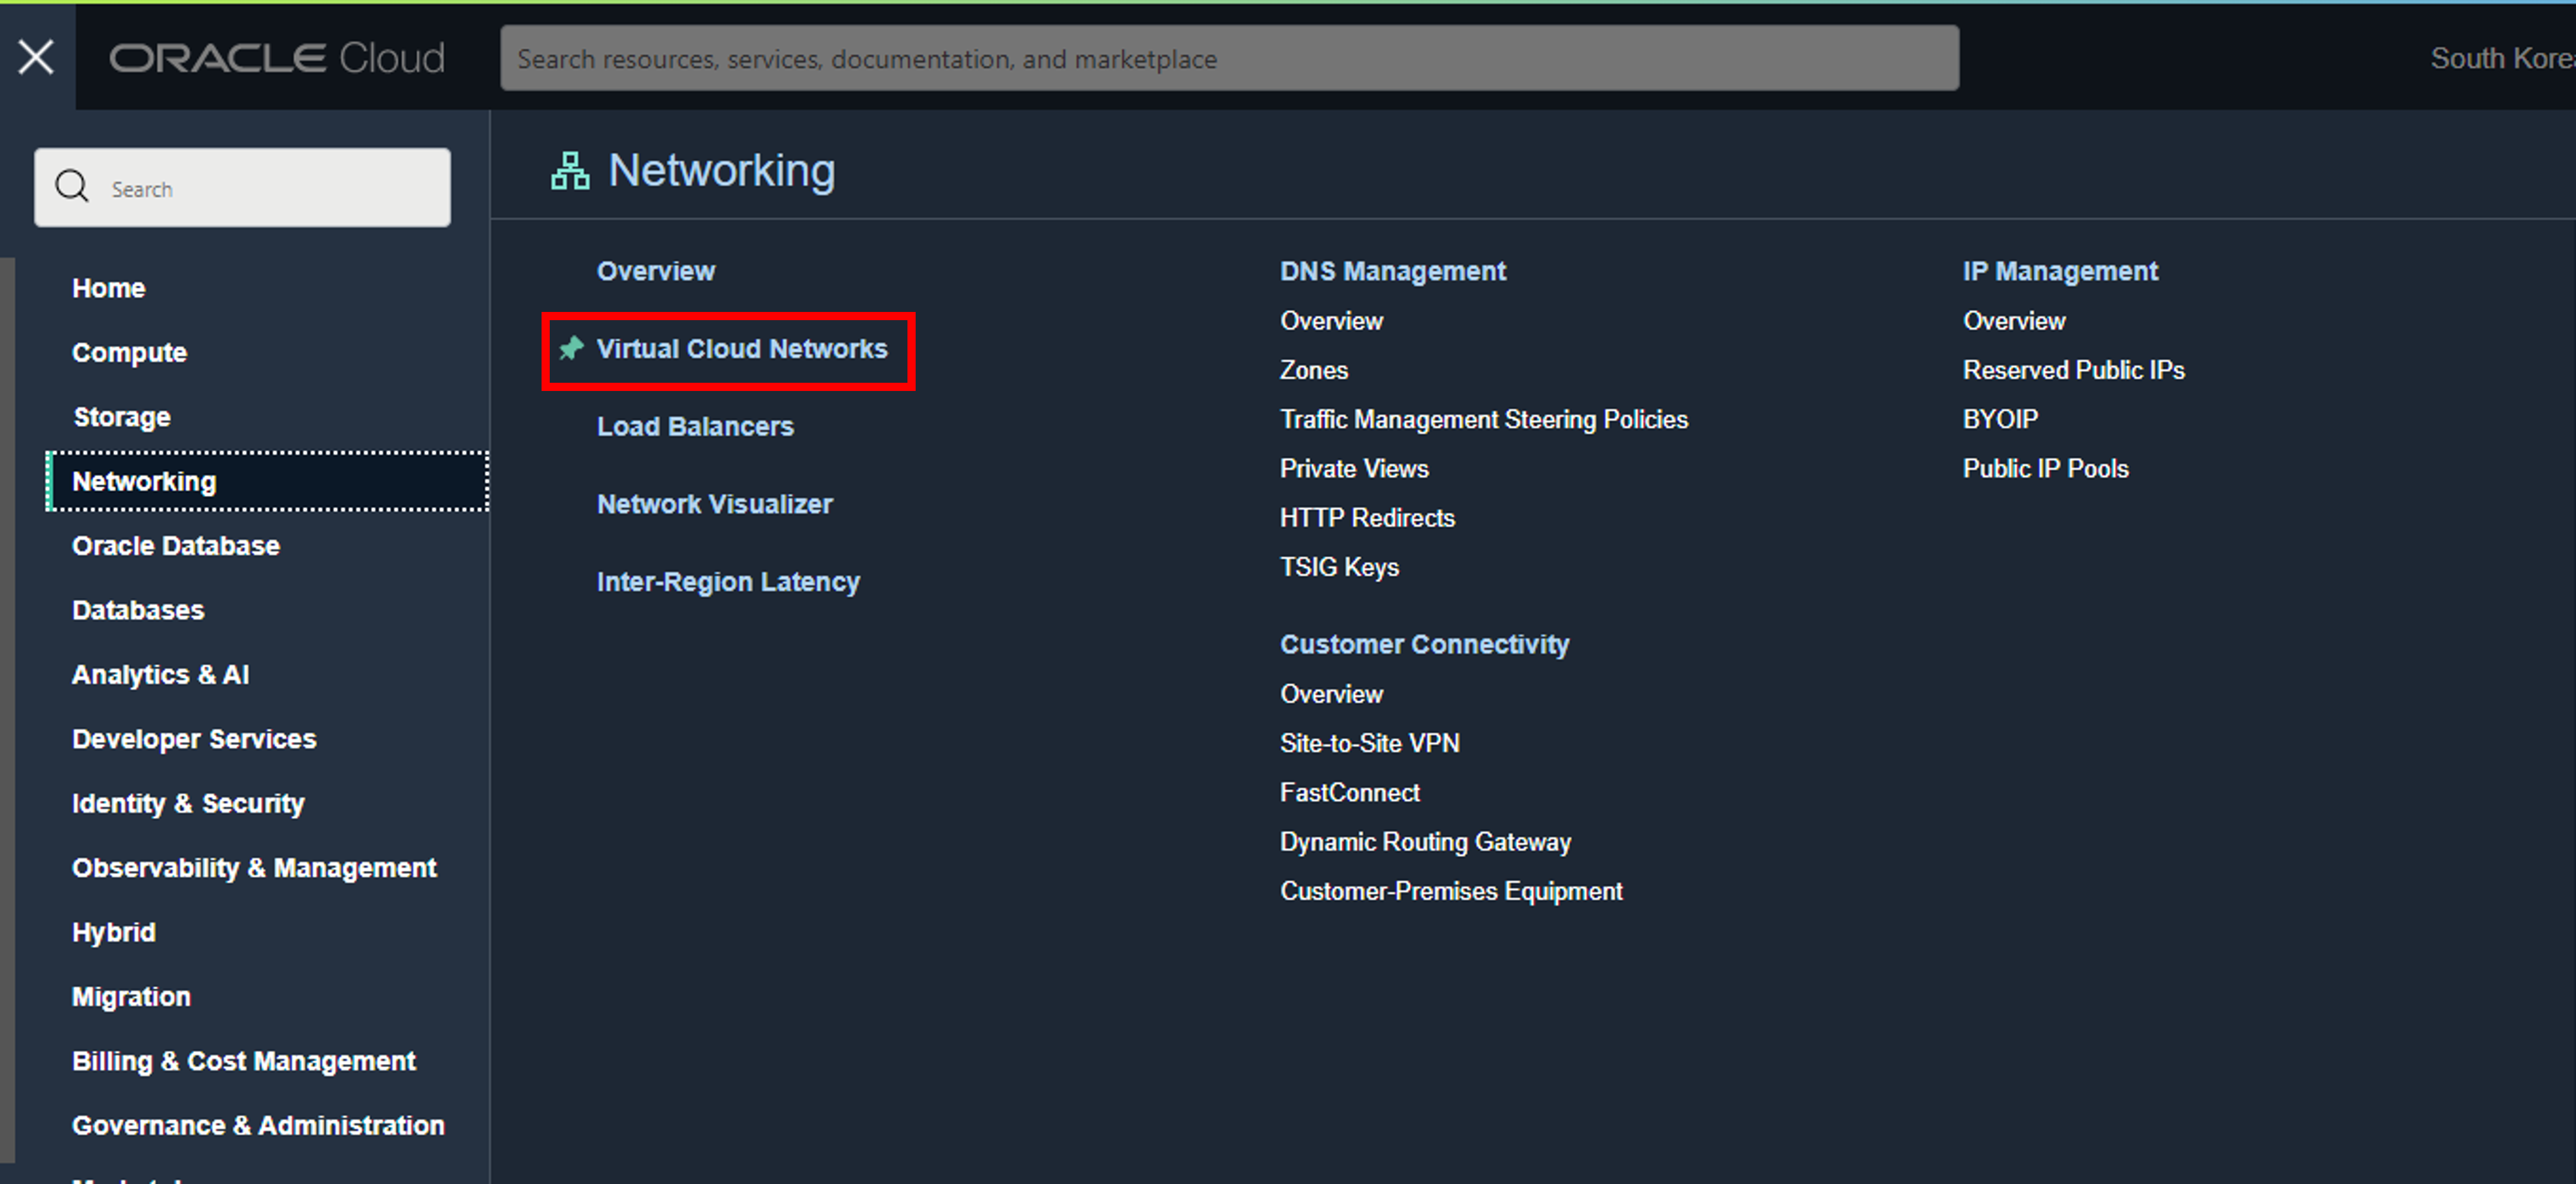 ORACLE Cloud
Search resources, services, documentation, and marketplace
South Kore
Search
Home
Compute
Storage
Networking
Oracle Database
Databases
Analytics & AI
Developer Services
Identity & Security
Observability & Management
Hybrid
Migration
Billing & Cost Management
Governance & Administration
Networking
Overview
Virtual Cloud Networks
Load Balancers
Network Visualizer
Inter-Region Latency
DNS Management
Overview
Zones
Traffic Management Steering Policies
Private Views
HTTP Redirects
TSIG Keys
Customer Connectivity
Overview
Site-to-Site VPN
FastConnect
Dynamic Routing Gateway
Customer-Premises Equipment
IP Management
Overview
Reserved Public IPs
BYOIP
Public IP Pools